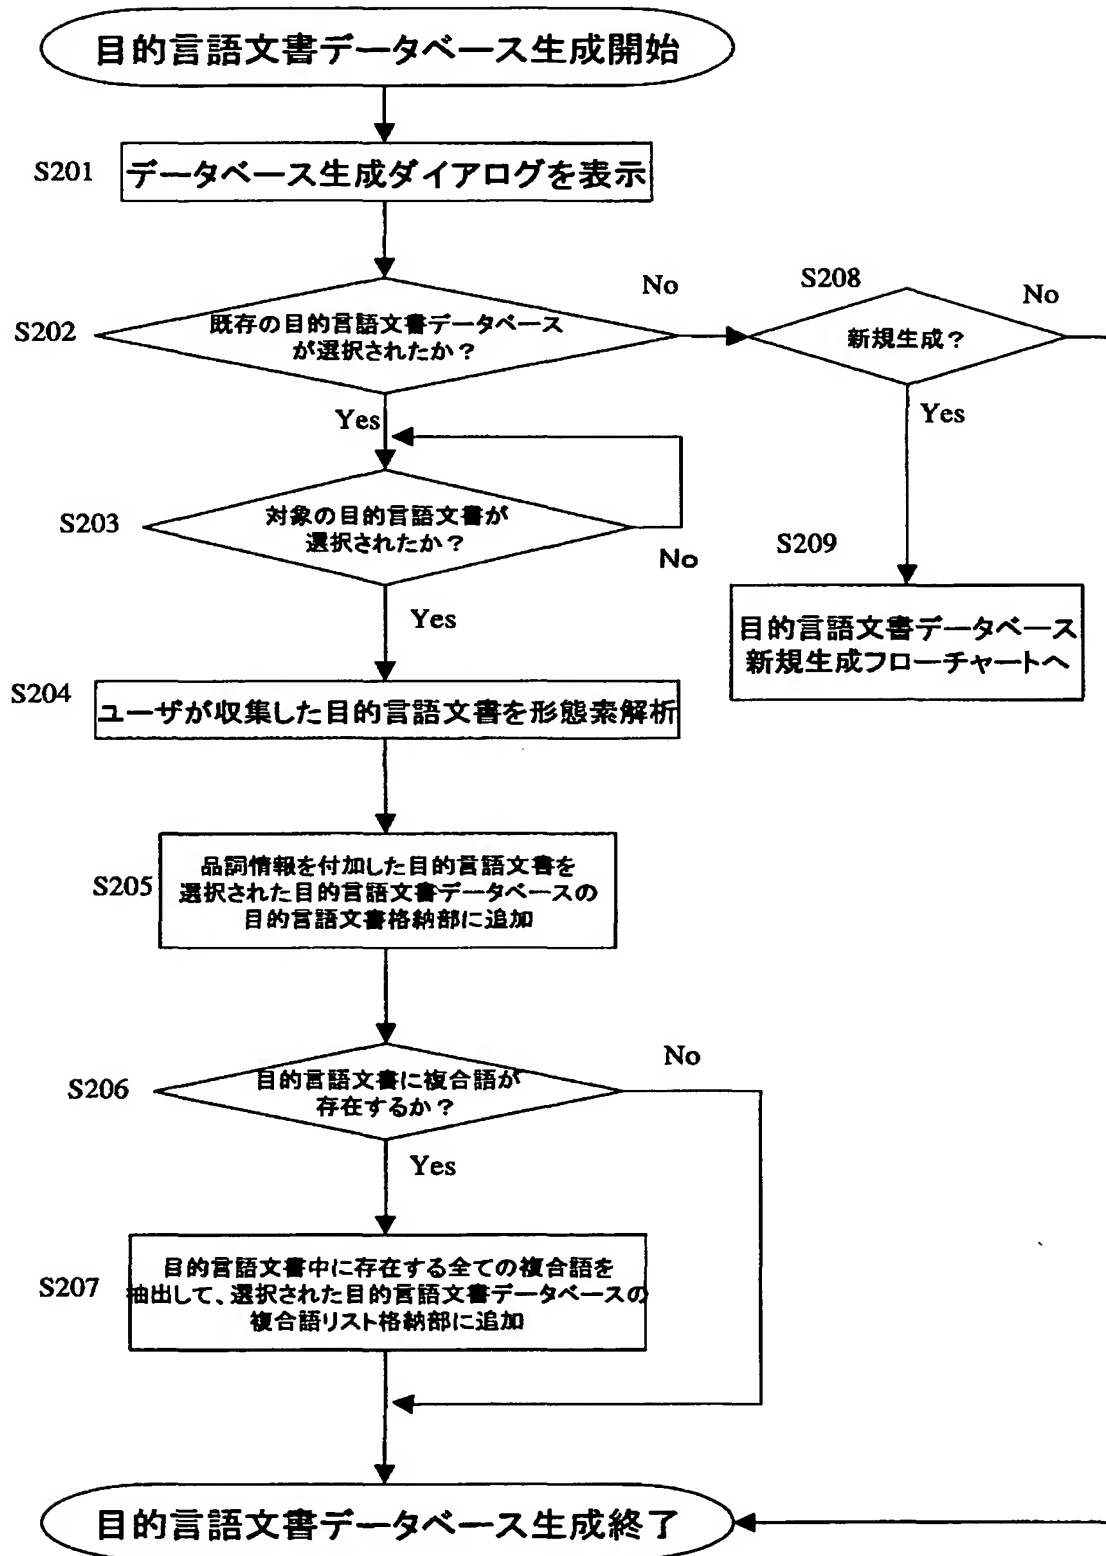 目的言語文書データベース生成開始
S201
データベース生成ダイアログを表示
No
S208
No
S202
既存の目的言語文書データベース
が選択されたか？
新規生成？
Yes
Yes
S203
対象の目的言語文書が
選択されたか？
No
S209
Yes
目的言語文書データベース
新規生成フローチャートへ
S204
ユーザが収集した目的言語文書を形態素解析
S205
品詞情報を付加した目的言語文書を
選択された目的言語文書データベースの
目的言語文書格納部に追加
No
S206
目的言語文書に複合語が
存在するか？
Yes
S207
目的言語文書中に存在する全ての複合語を
抽出して、選択された目的言語文書データベースの
複合語リスト格納部に追加
目的言語文書データベース生成終了